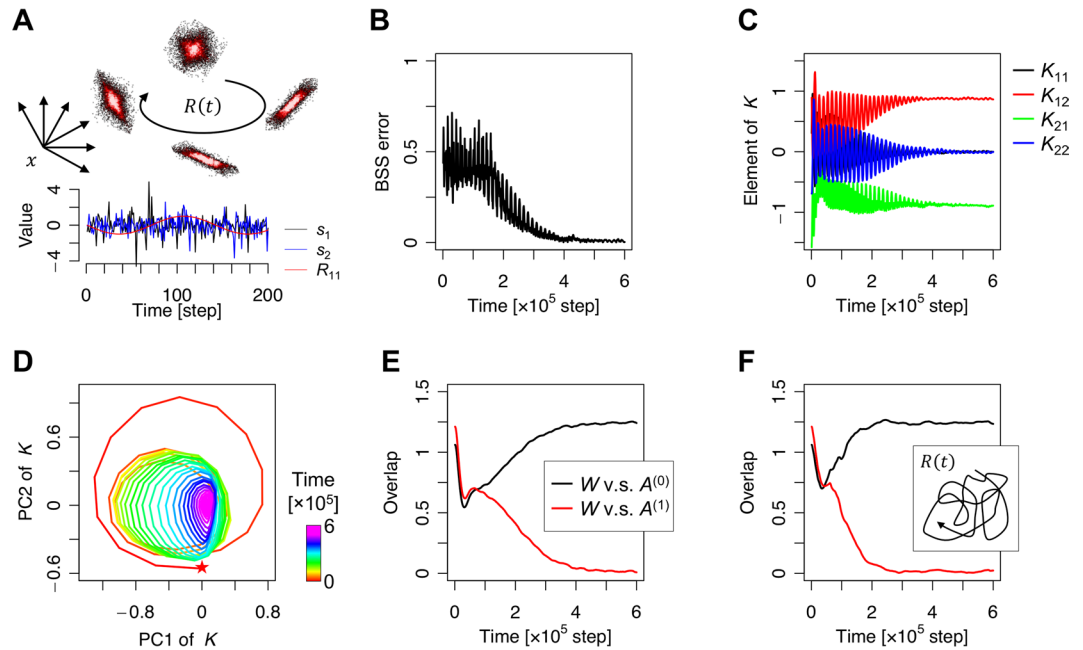 A
R(t)
x
4
0
−4
Value
s1
s2
R11
0
100
200
Time [step]
B
1
0.5
0
BSS error
0
2
4
6
Time [×10^5 step]
C
1
0
−1
Element of K
0
2
4
6
Time [×10^5 step]
K11
K12
K21
K22
D
0.6
0
−0.6
PC2 of K
−0.8
0
0.8
PC1 of K
Time
[×10^5]
6
0
E
1.5
1
0.5
0
Overlap
W v.s. A^(0)
W v.s. A^(1)
0
2
4
6
Time [×10^5 step]
F
1.5
1
0.5
0
Overlap
R(t)
0
2
4
6
Time [×10^5 step]